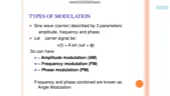 TYPES OF MODULATION
Sine wave (carrier) described by 3 parameters:
amplitude, frequency and phase.
Let carrier signal be:
So can have:
– Amplitude modulation (AM)
– Frequency modulation (FM)
– Phase modulation (PM)
Frequency and phase combined are known as
Angle Modulation